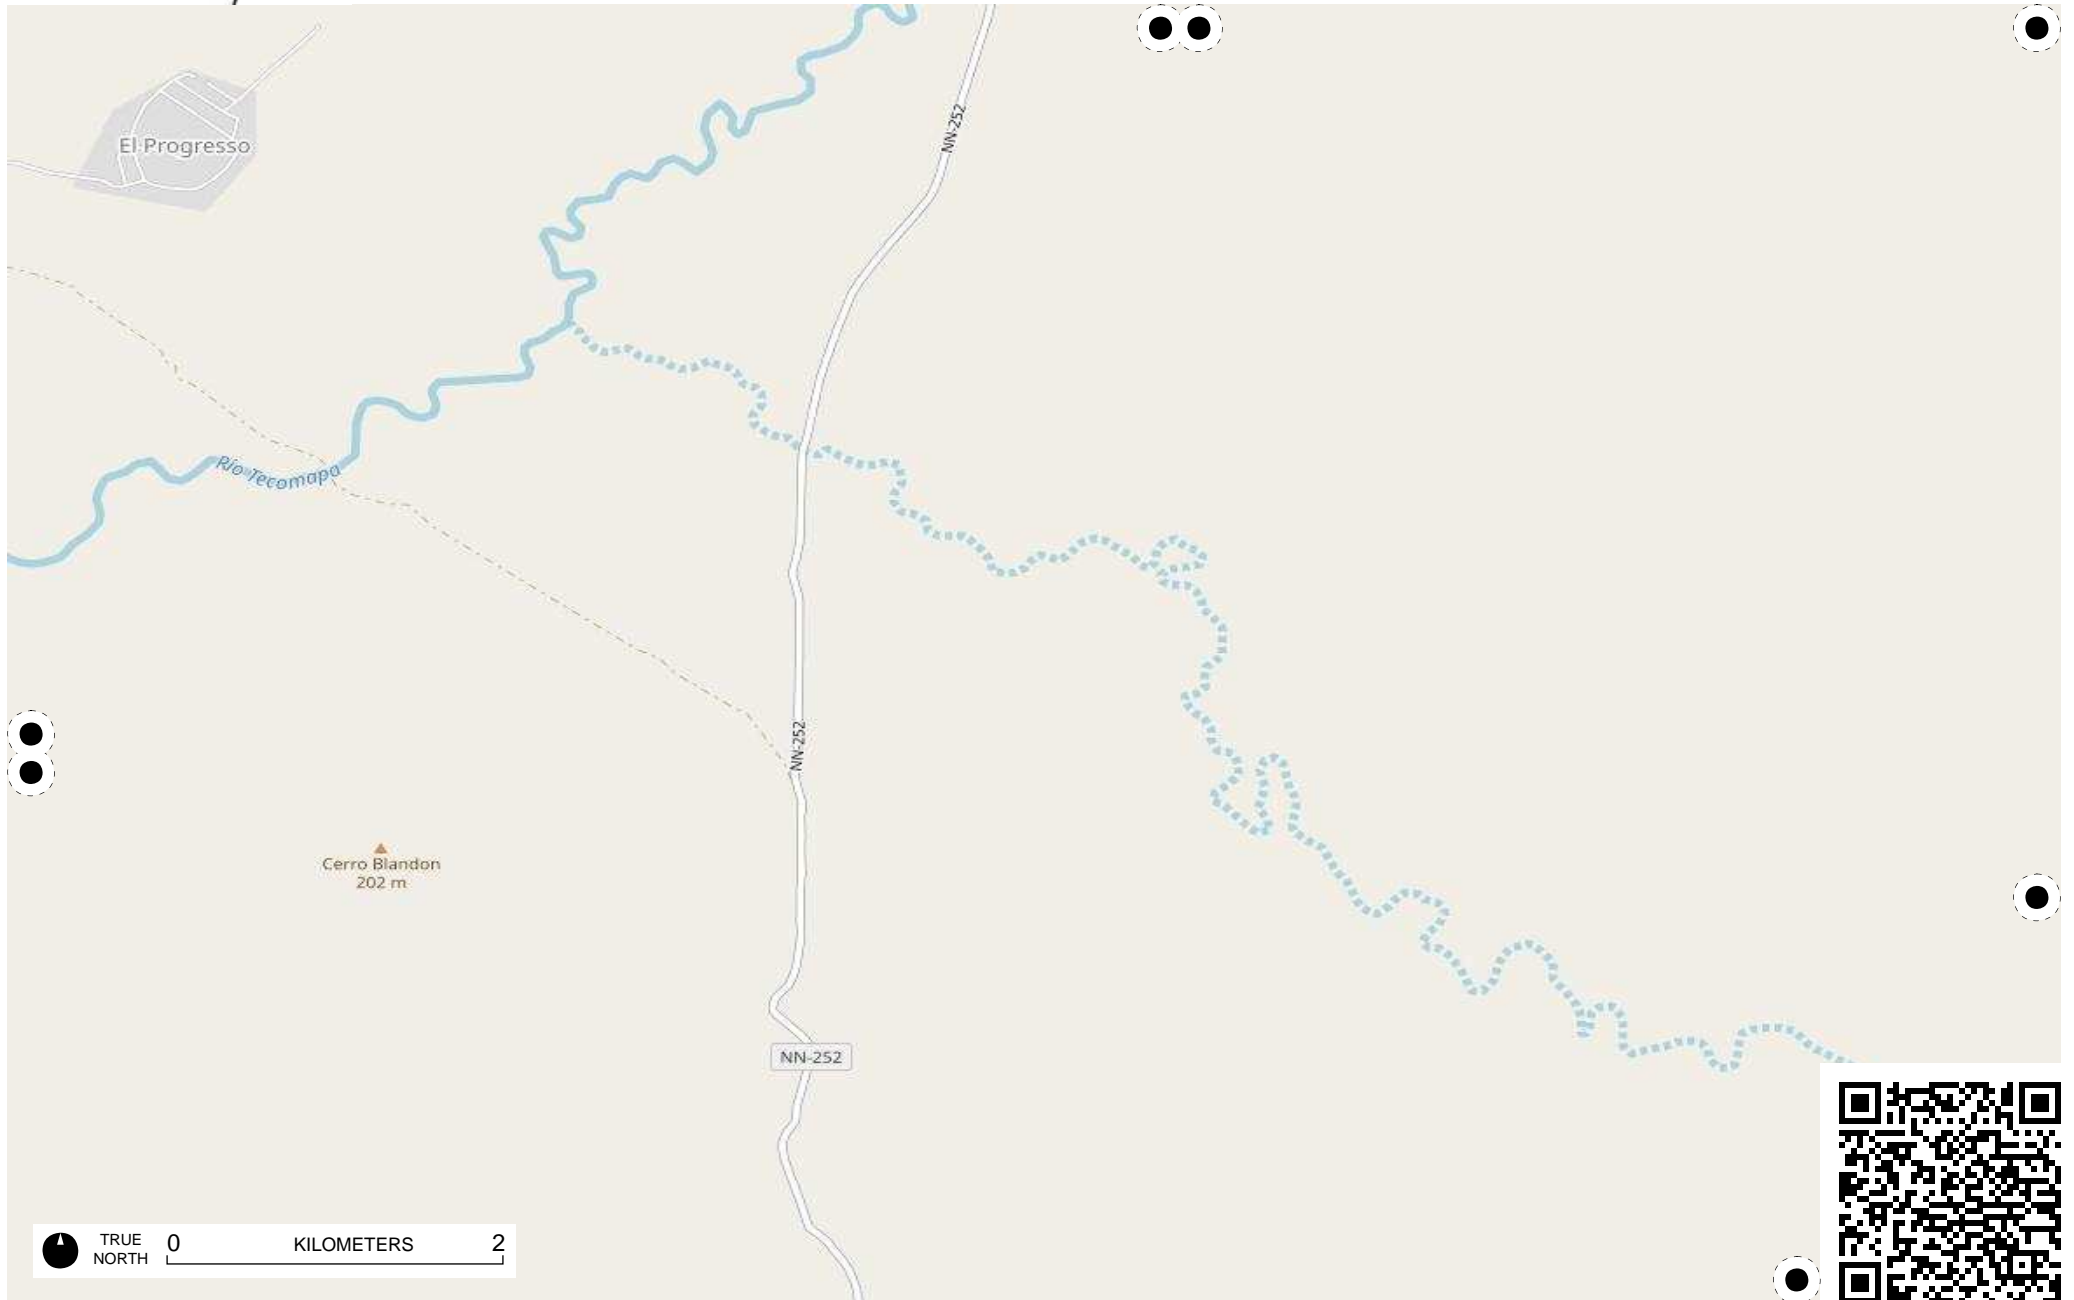 NN-252
El Progresso
Río Tecomapa
NN-252
Cerro Blandon
202 m
NN-252
TRUE
NORTH
0 KILOMETERS 2